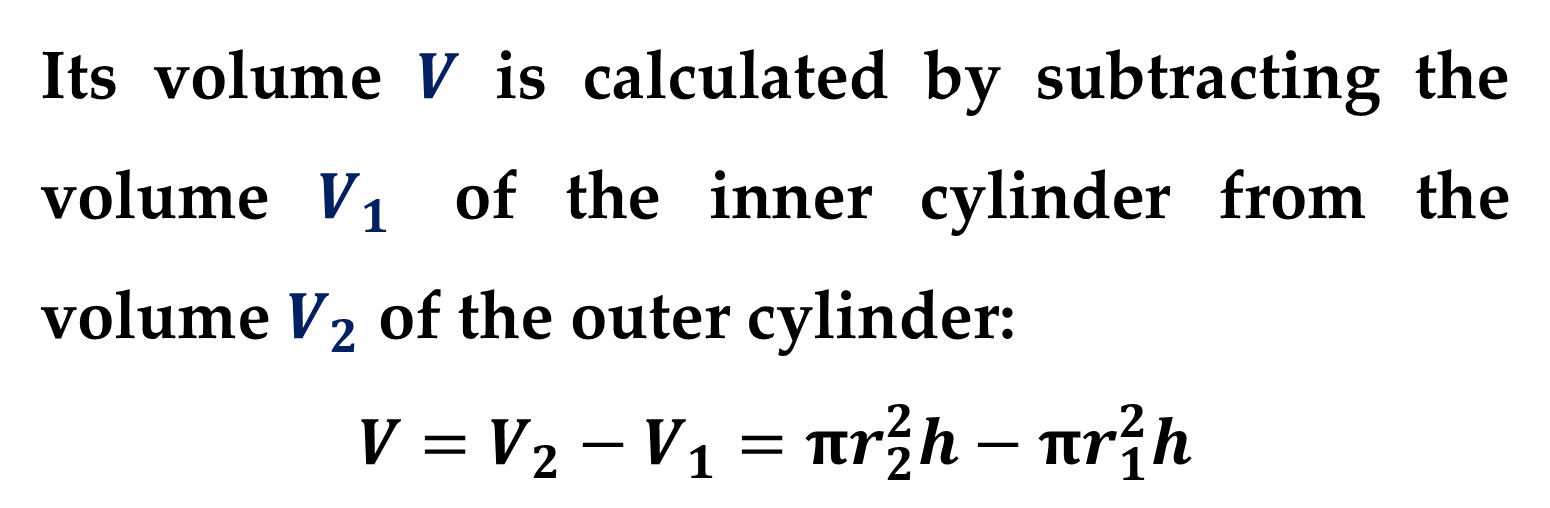 Its volume V is calculated by subtracting the
volume V₁ of the inner cylinder from the
volume V₂ of the outer cylinder:
V = V₂ − V₁ = πr₂²h − πr₁²h